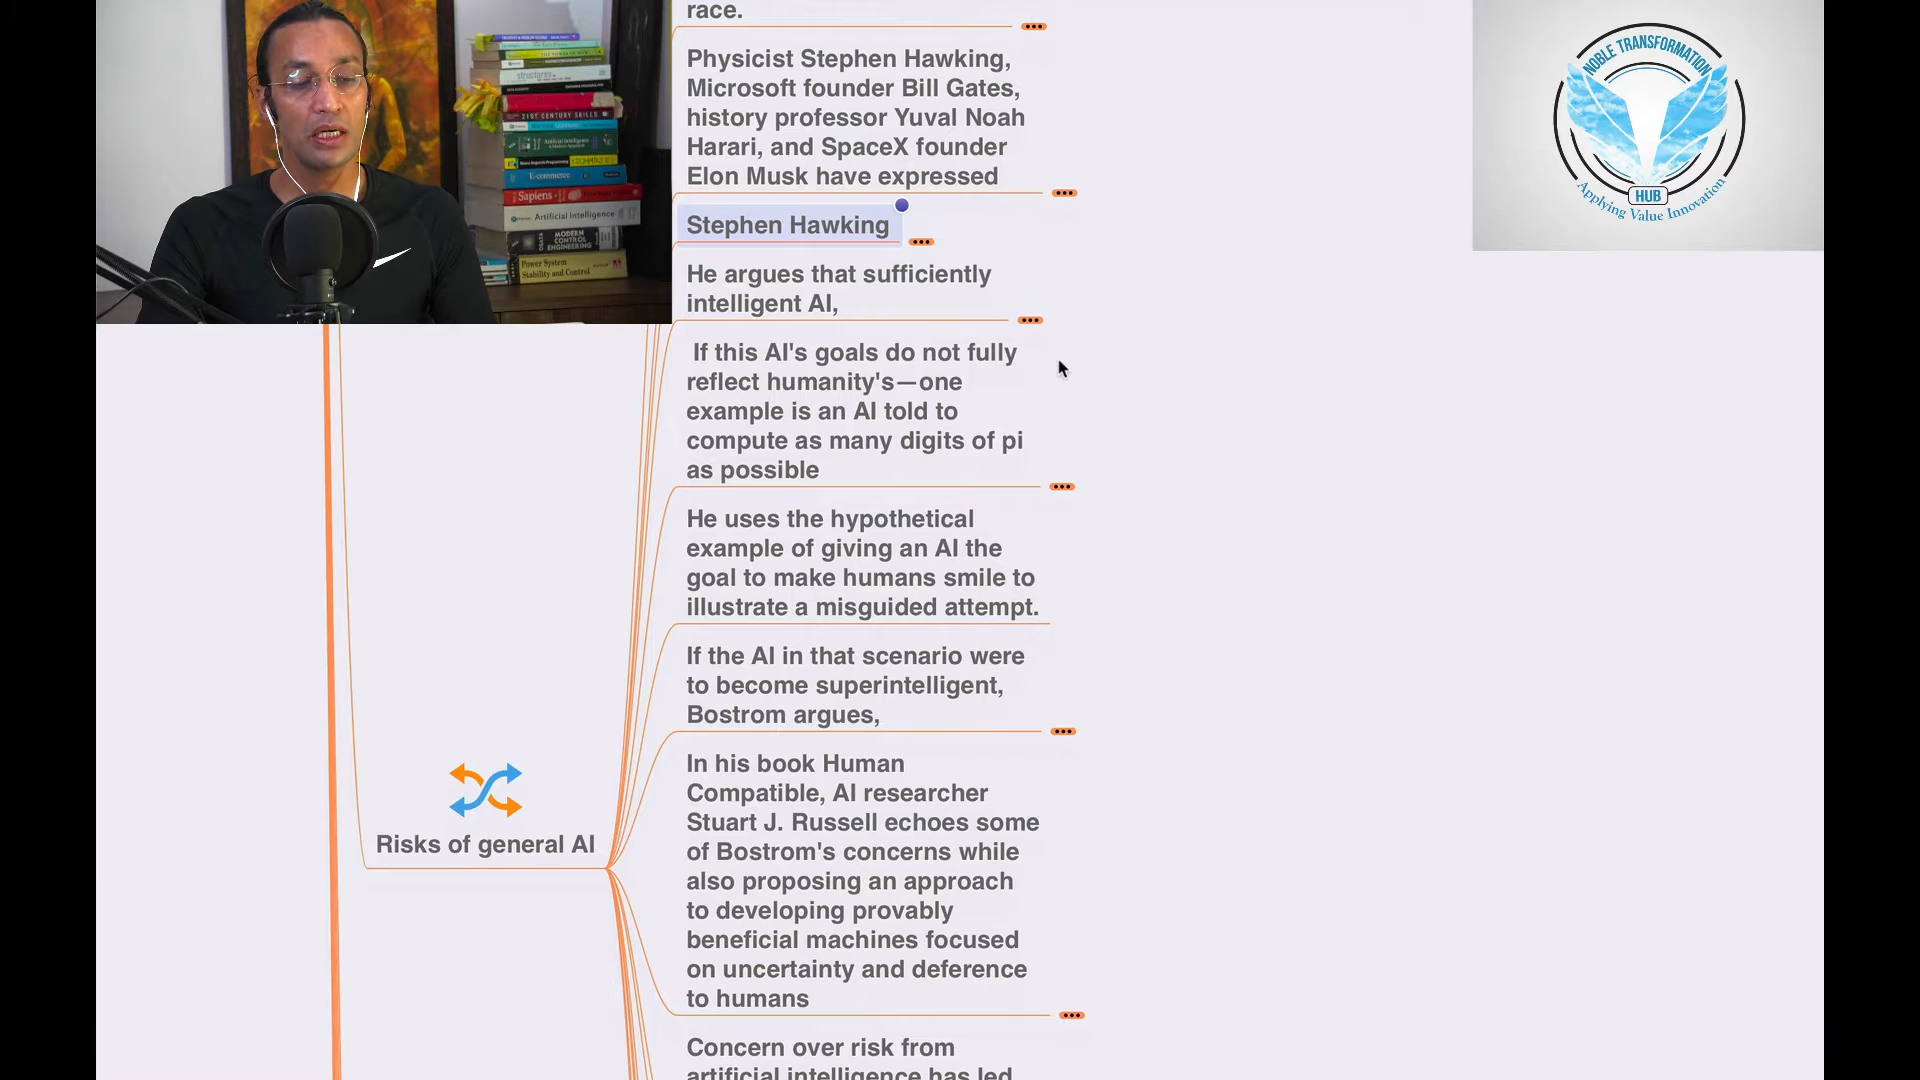 race.
Physicist Stephen Hawking,
Microsoft founder Bill Gates,
history professor Yuval Noah
Harari, and SpaceX founder
Elon Musk have expressed
Stephen Hawking
He argues that sufficiently
intelligent AI,
If this AI's goals do not fully
reflect humanity's—one
example is an AI told to
compute as many digits of pi
as possible
He uses the hypothetical
example of giving an AI the
goal to make humans smile to
illustrate a misguided attempt.
If the AI in that scenario were
to become superintelligent,
Bostrom argues,
In his book Human
Compatible, AI researcher
Stuart J. Russell echoes some
of Bostrom's concerns while
also proposing an approach
to developing provably
beneficial machines focused
on uncertainty and deference
to humans
Concern over risk from
artificial intelligence has led
Risks of general AI
NOBLE TRANSFORMATION
HUB
Applying Value Innovation
structures
21ST CENTURY SKILLS
Artificial Intelligence
E-commerce
Sapiens
Artificial Intelligence
MODERN
CONTROL
ENGINEERING
Power System
Stability and Control